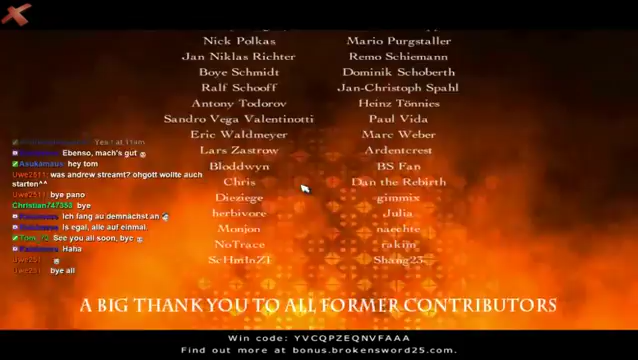 Nick Polkas
Mario Purgstaller
Jan Niklas Richter
Remo Schiemann
Boye Schmidt
Dominik Schoberth
Ralf Schooff
Jan-Christoph Spahl
Antony Todorov
Heinz Tönnies
Sandro Vega Valentinotti
Paul Vida
Eric Waldmeyer
Marc Weber
Lars Zastrow
Ardentcrest
Bloddwyn
BS Fan
Chris
Dan the Rebirth
Dieziege
gimmix
herbivore
Julia
Monjon
naechte
NoTrace
rakim
ScHmInZI
Shang23
Yes ! at 11am
Ebenso, mach's gut
Asukamaus: hey tom
Uwe2511: was andrew streamt? ohgott wollte auch
starten^^
Uwe2511: bye pano
Christian747353 bye
ich fang au demnächst an
Is egal, alle auf einmal.
See you all soon, bye
Haha
bye all
A BIG THANK YOU TO ALL FORMER CONTRIBUTORS
Win code: YVCQPZEQNVFAAA
Find out more at bonus.brokensword25.com.